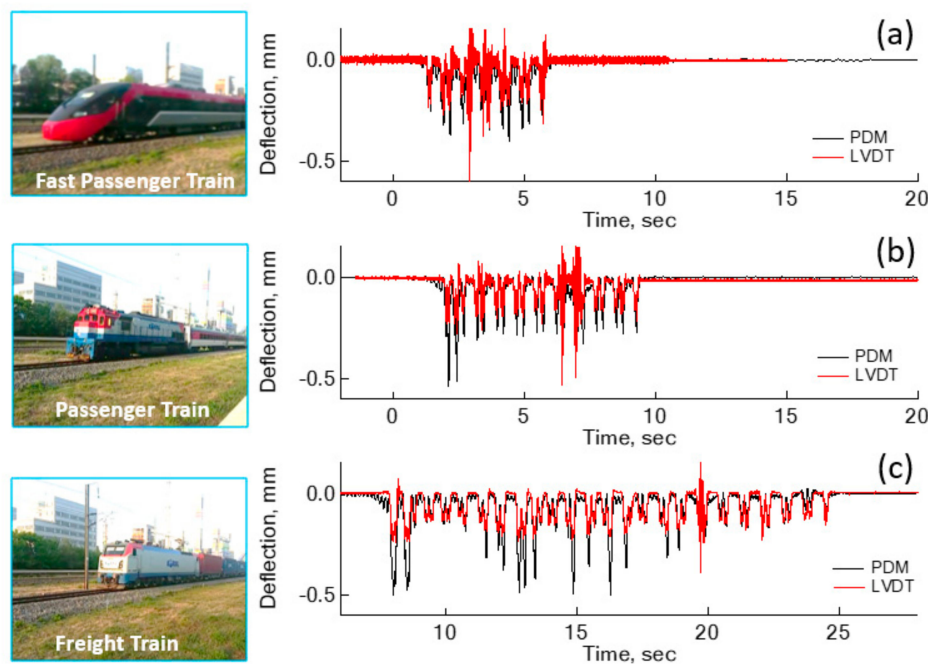 Fast Passenger Train
Deflection, mm
0.0
-0.5
(a)
PDM
LVDT
0
5
10
15
20
Time, sec
Passenger Train
Deflection, mm
0.0
-0.5
(b)
PDM
LVDT
0
5
10
15
20
Time, sec
Freight Train
Deflection, mm
0.0
-0.5
(c)
PDM
LVDT
10
15
20
25
Time, sec